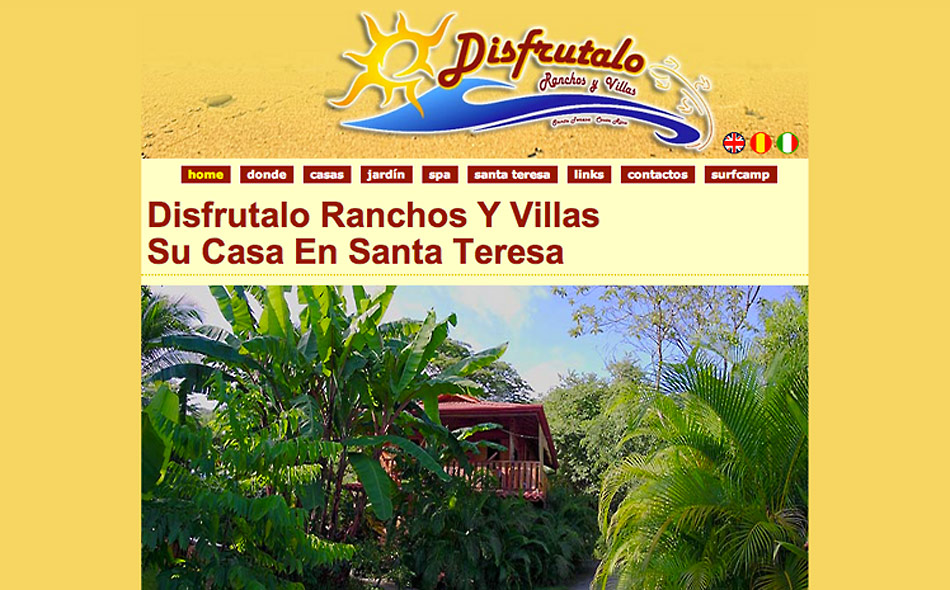 Disfrutalo
Ranchos y Villas
Santa Teresa Costa Rica
home donde casas jardín spa santa teresa links contactos surfcamp
Disfrutalo Ranchos Y Villas
Su Casa En Santa Teresa